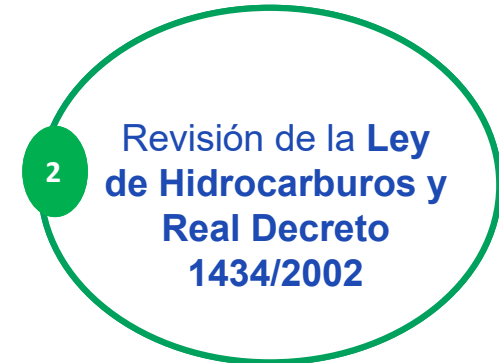 2
Revisión de la Ley
de Hidrocarburos y
Real Decreto
1434/2002